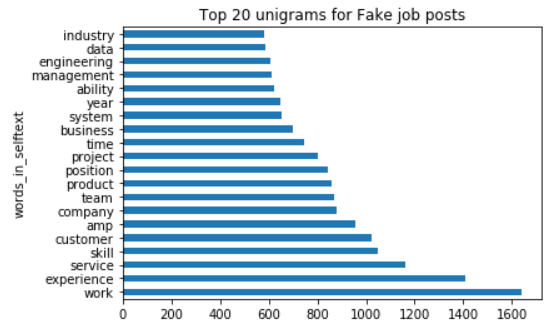 Top 20 unigrams for Fake job posts
words_in_selftext
industry
data
engineering
management
ability
year
system
business
time
project
position
product
team
company
amp
customer
skill
service
experience
work
0 200 400 600 800 1000 1200 1400 1600